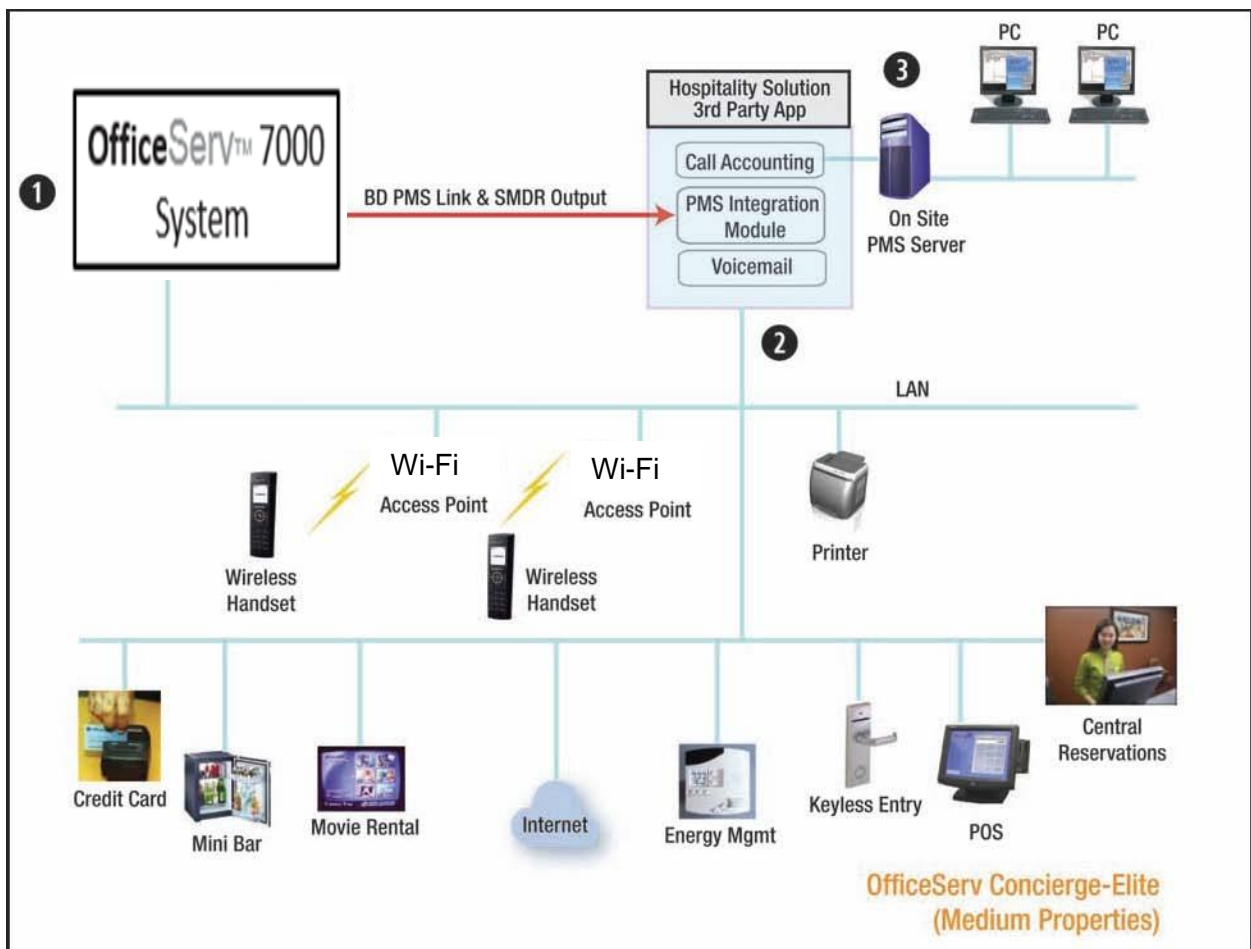 OfficeServ™ 7000
System
1
BD PMS Link & SMDR Output
Hospitality Solution
3rd Party App
Call Accounting
PMS Integration
Module
Voicemail
2
3
PC
PC
On Site
PMS Server
LAN
Wi-Fi
Access Point
Wi-Fi
Access Point
Wireless
Handset
Wireless
Handset
Printer
Credit Card
Mini Bar
Movie Rental
Internet
Energy Mgmt
Keyless Entry
POS
Central
Reservations
OfficeServ Concierge-Elite
(Medium Properties)